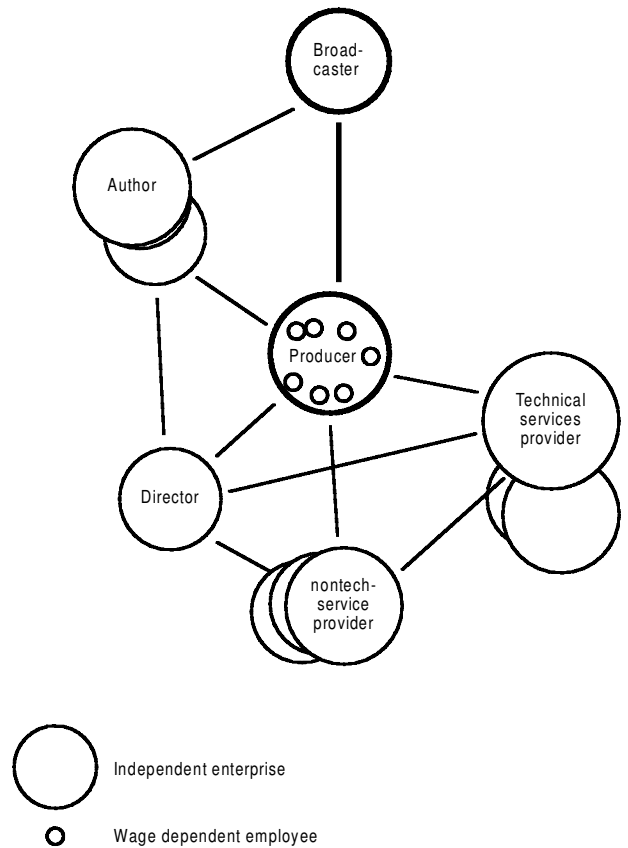 Broad-
caster
Author
Producer
Technical
services
provider
Director
nontech-
service
provider
Independent enterprise
Wage dependent employee